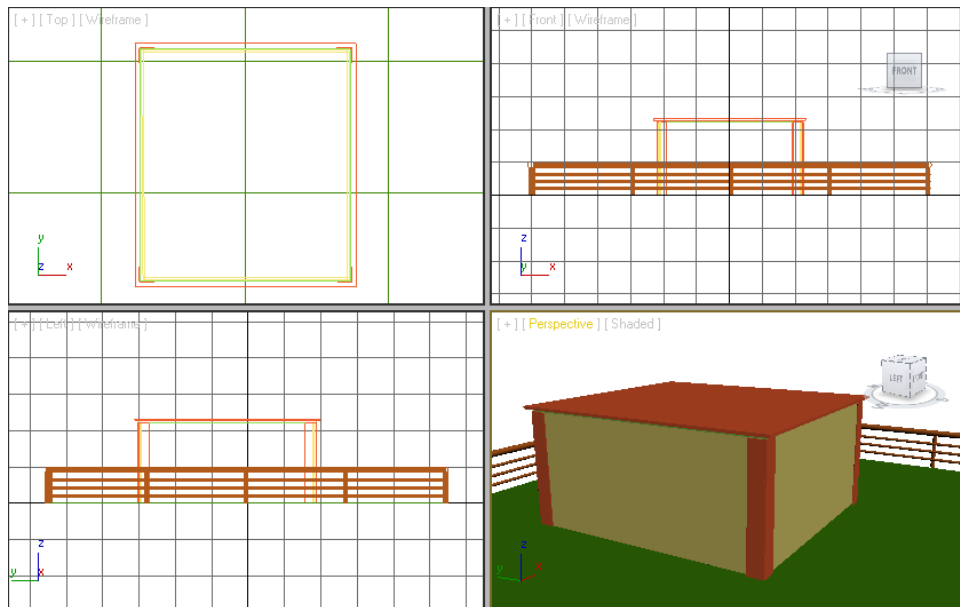 [ + ] [ Top ] [ Wireframe ]
[ + ] [ Front ] [ Wireframe ]
FRONT
y
z x
z
y x
[ + ] [ Left ] [ Wireframe ]
[ + ] [ Perspective ] [ Shaded ]
LEFT
z
y x
z
y x